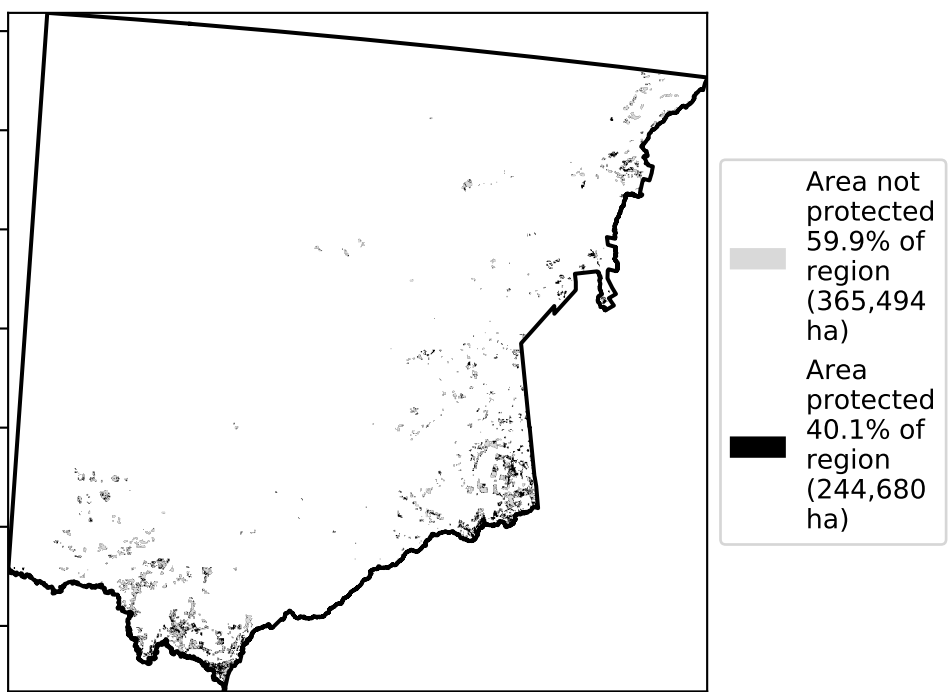 Area not
protected
59.9% of
region
(365,494
ha)
Area
protected
40.1% of
region
(244,680
ha)